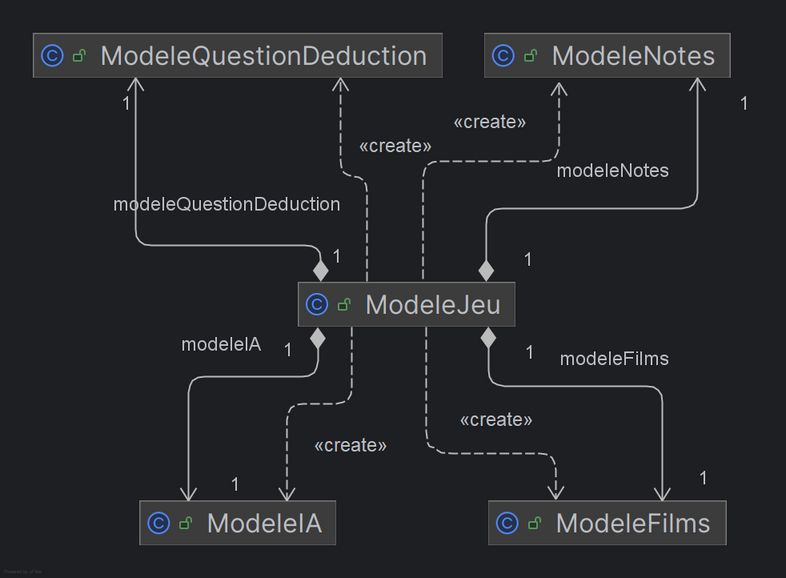 C ModeleQuestionDeduction
C ModeleNotes
1
1
«create»
«create»
modeleNotes
modeleQuestionDeduction
1
1
C ModeleJeu
modeleIA
1
1
modeleFilms
«create»
«create»
1
1
C ModeleIA
C ModeleFilms